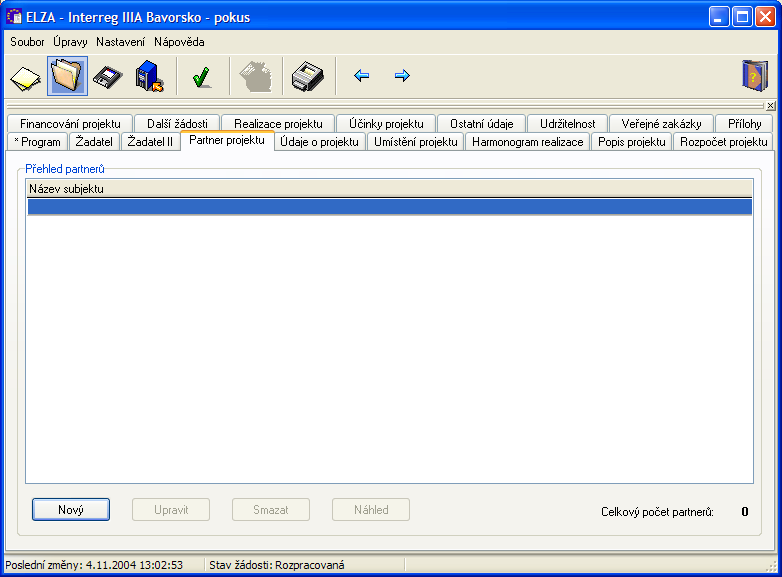 ELZA - Interreg IIIA Bavorsko - pokus
Soubor Úpravy Nastavení Nápověda
Financování projektu Další žádosti Realizace projektu Účinky projektu Ostatní údaje Udržitelnost Veřejné zakázky Přílohy
* Program Žadatel Žadatel II Partner projektu Údaje o projektu Umístění projektu Harmonogram realizace Popis projektu Rozpočet projektu
Přehled partnerů
Název subjektu
Nový Upravit Smazat Náhled Celkový počet partnerů: 0
Poslední změny: 4.11.2004 13:02:53 Stav žádosti: Rozpracovaná